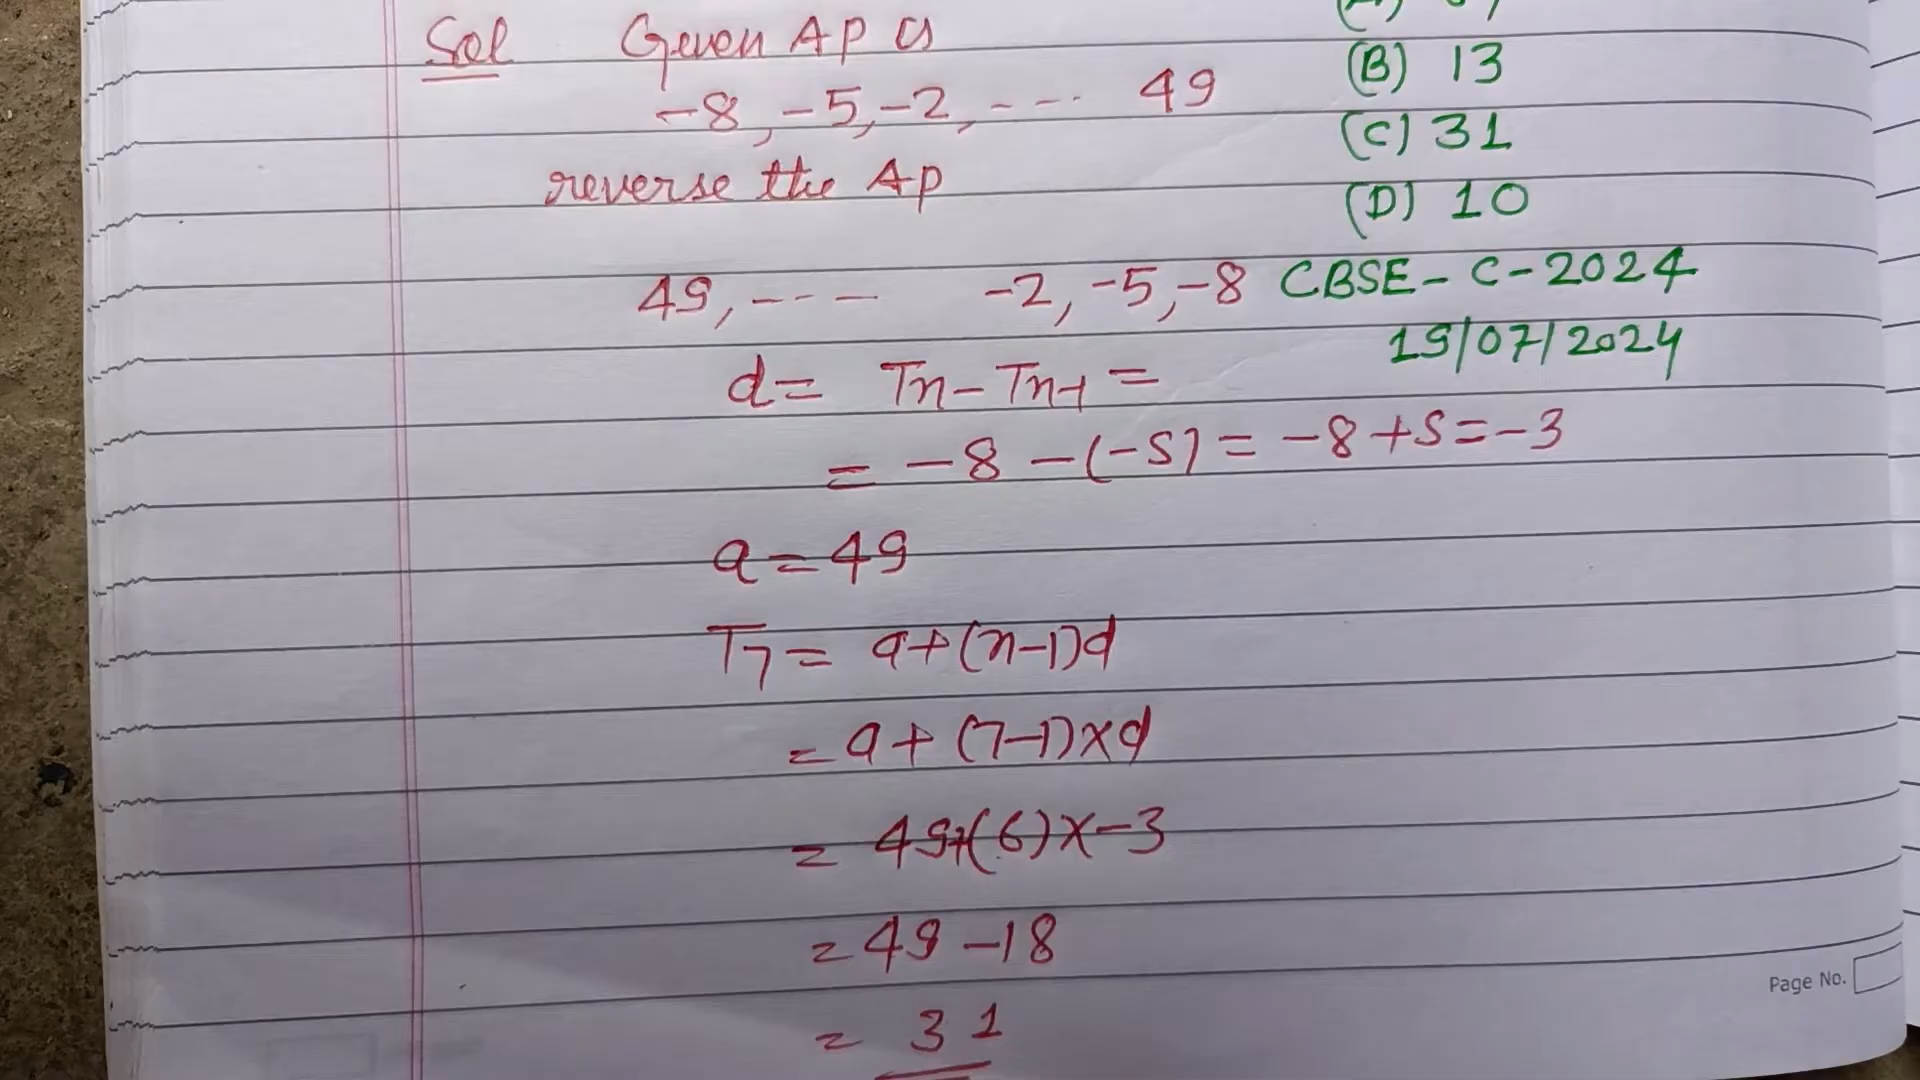 (B) 13
Sol Given AP is
-8, -5, -2, ---- 49
(C) 31
reverse the AP
(D) 10
49, ---- -2, -5, -8
CBSE - C - 2024
19/07/2024
d = Tn - Tn-1 =
= -8 - (-5) = -8 + 5 = -3
a = 49
T7 = a + (n-1)d
= a + (7-1) x d
= 49 + (6) x -3
= 49 - 18
= 31
Page No.